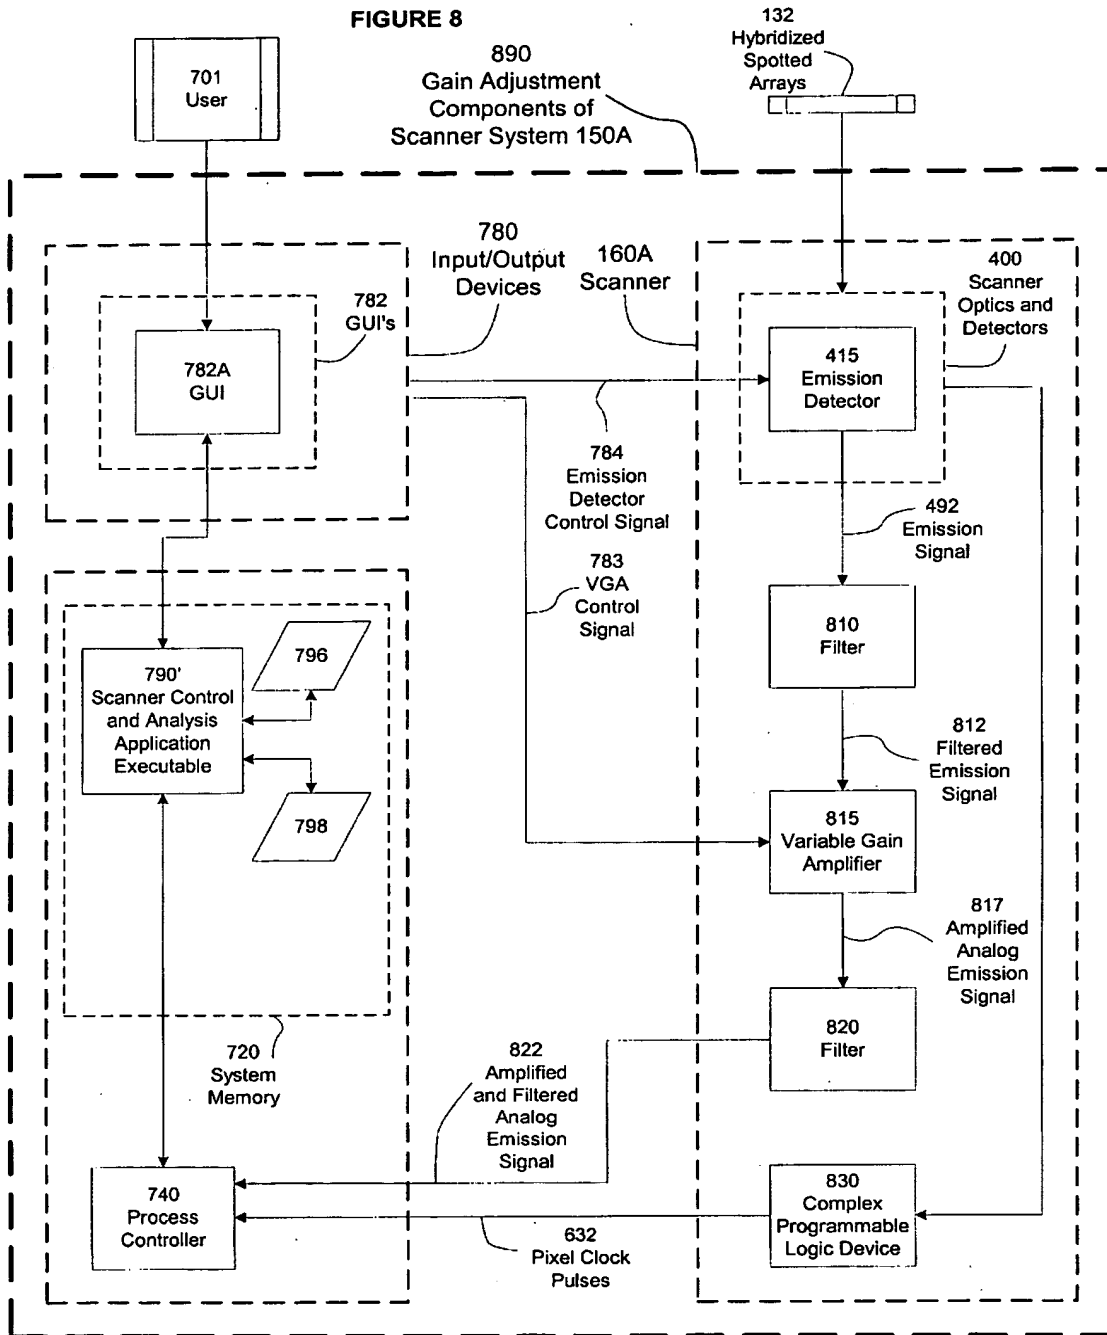 FIGURE 8
701
User
890
Gain Adjustment
Components of
Scanner System 150A
132
Hybridized
Spotted
Arrays
780
Input/Output
Devices
160A
Scanner
400
Scanner
Optics and
Detectors
782
GUI's
782A
GUI
415
Emission
Detector
784
Emission
Detector
Control Signal
492
Emission
Signal
783
VGA
Control
Signal
810
Filter
790'
Scanner Control
and Analysis
Application
Executable
796
798
812
Filtered
Emission
Signal
815
Variable Gain
Amplifier
817
Amplified
Analog
Emission
Signal
820
Filter
720
System
Memory
822
Amplified
and Filtered
Analog
Emission
Signal
740
Process
Controller
632
Pixel Clock
Pulses
830
Complex
Programmable
Logic Device